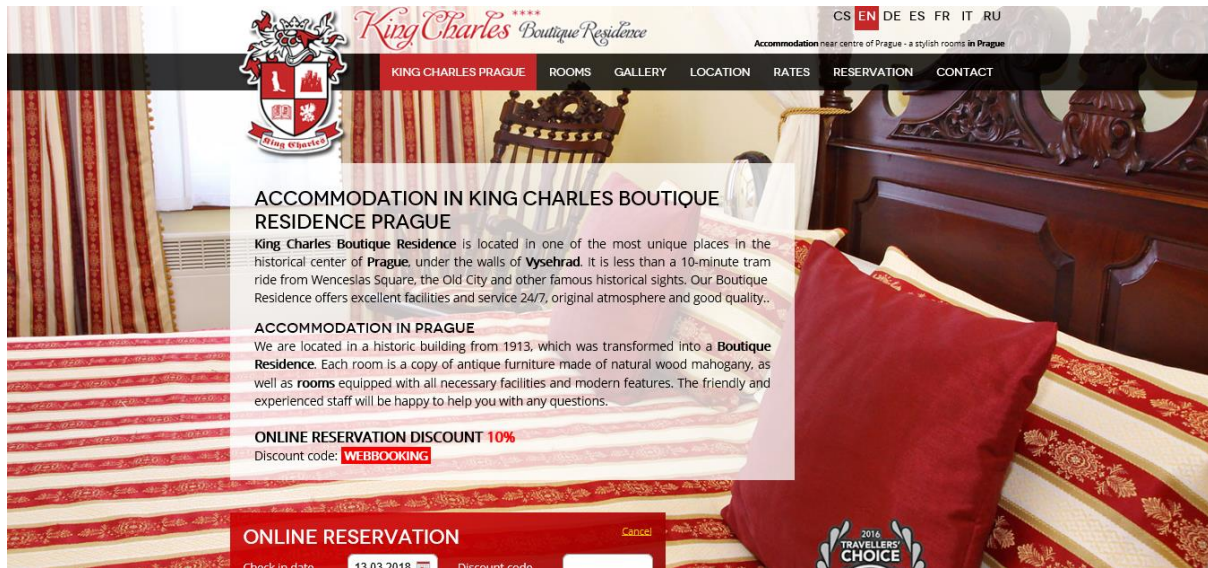 King Charles **** Boutique Residence
CS EN DE ES FR IT RU
Accommodation near centre of Prague - a stylish rooms in Prague
KING CHARLES PRAGUE ROOMS GALLERY LOCATION RATES RESERVATION CONTACT
King Charles
ACCOMMODATION IN KING CHARLES BOUTIQUE
RESIDENCE PRAGUE
King Charles Boutique Residence is located in one of the most unique places in the
historical center of Prague, under the walls of Vysehrad. It is less than a 10-minute tram
ride from Wenceslas Square, the Old City and other famous historical sights. Our Boutique
Residence offers excellent facilities and service 24/7, original atmosphere and good quality..
ACCOMMODATION IN PRAGUE
We are located in a historic building from 1913, which was transformed into a Boutique
Residence. Each room is a copy of antique furniture made of natural wood mahogany, as
well as rooms equipped with all necessary facilities and modern features. The friendly and
experienced staff will be happy to help you with any questions.
ONLINE RESERVATION DISCOUNT 10%
Discount code: WEBBOOKING
ONLINE RESERVATION Cancel
Check in date 13.03.2018 Discount code
2016
TRAVELLERS'
CHOICE